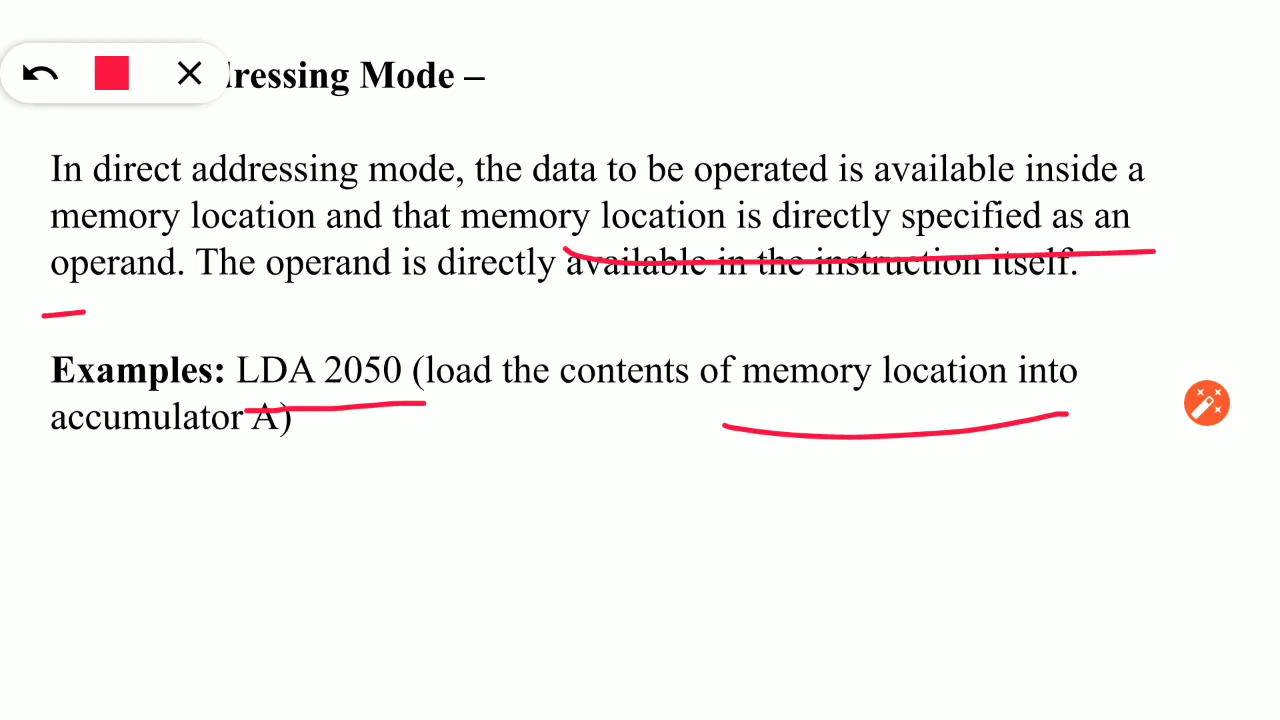 Mode –
In direct addressing mode, the data to be operated is available inside a
memory location and that memory location is directly specified as an
operand. The operand is directly available in the instruction itself.
Examples: LDA 2050 (load the contents of memory location into
accumulator A)